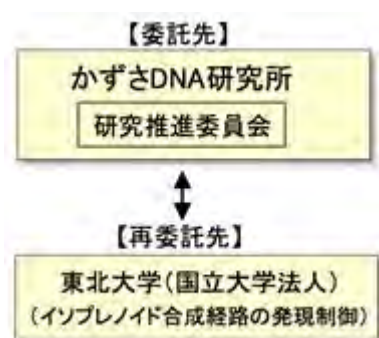 【委託先】
かずさDNA研究所
研究推進委員会
【再委託先】
東北大学(国立大学法人)
(イソプレノイド合成経路の発現制御)